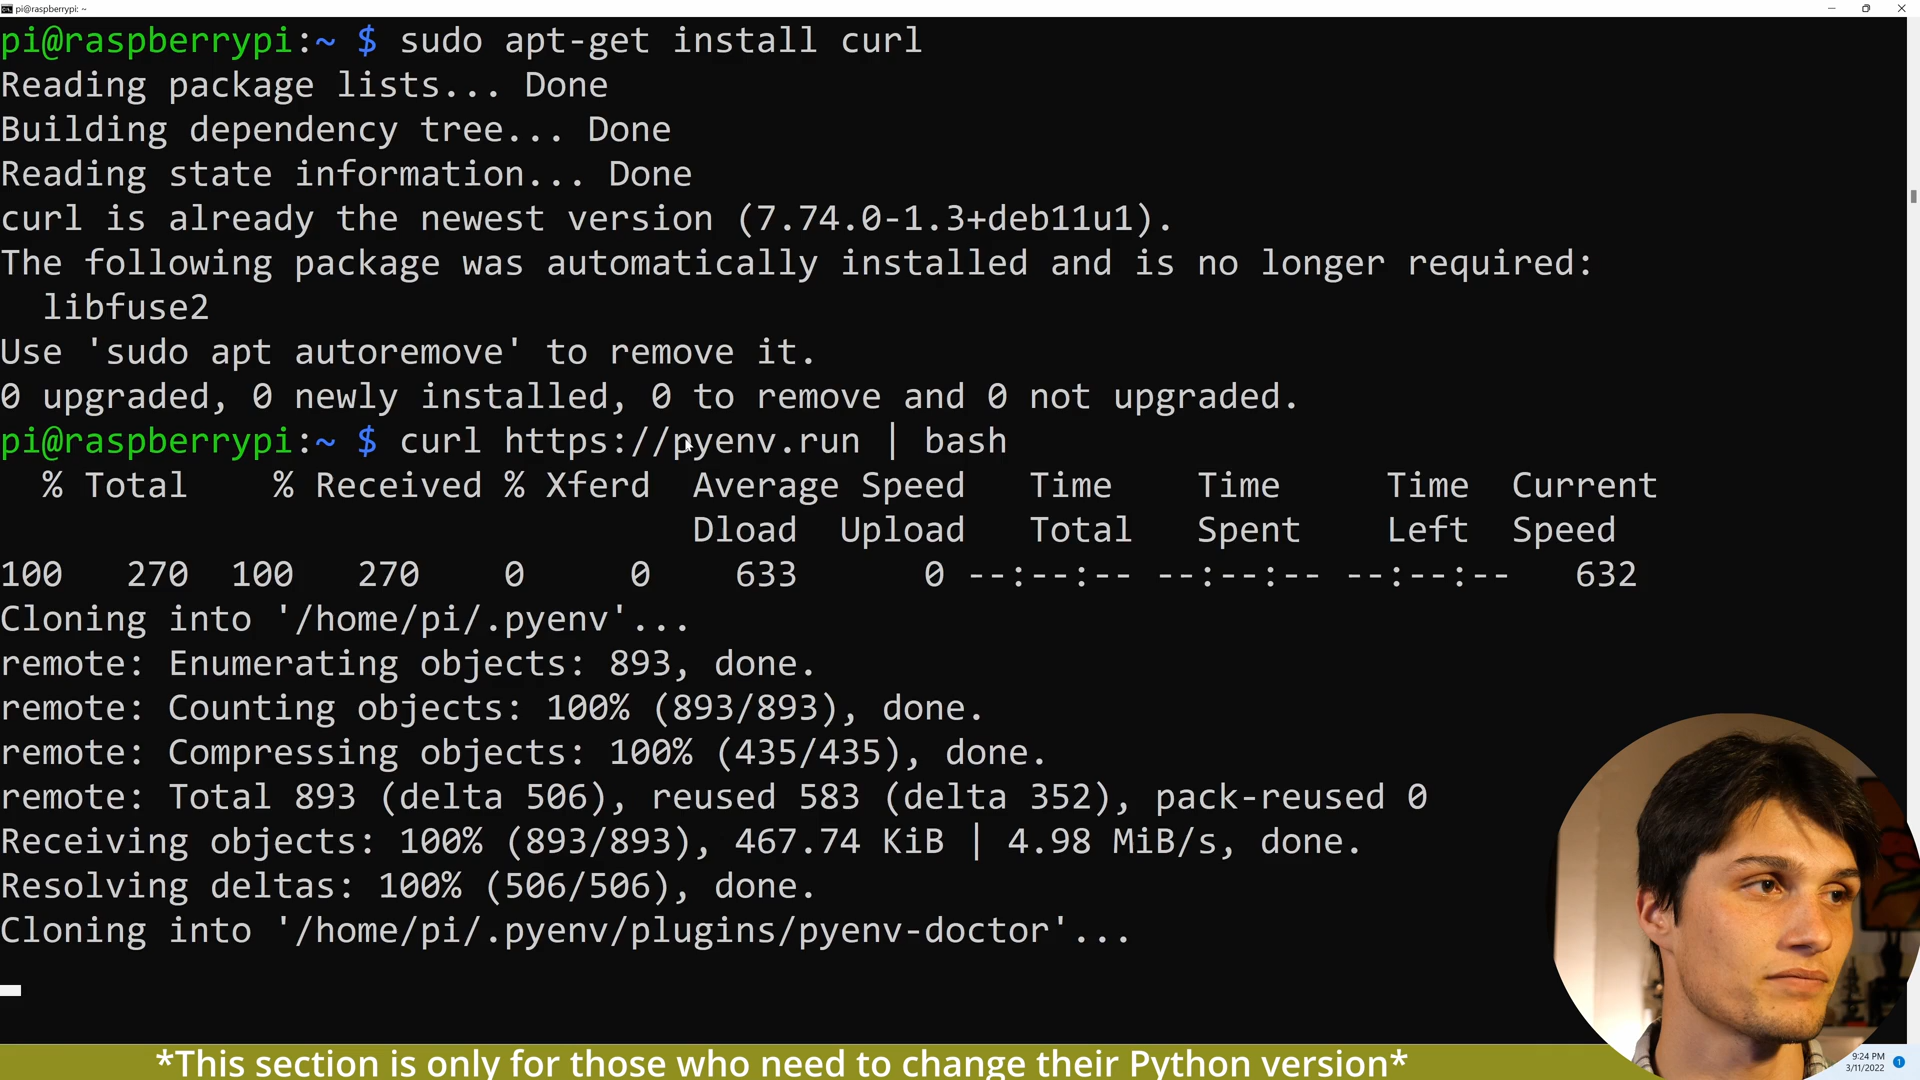 pi@raspberrypi: ~
pi@raspberrypi:~ $ sudo apt-get install curl
Reading package lists... Done
Building dependency tree... Done
Reading state information... Done
curl is already the newest version (7.74.0-1.3+deb11u1).
The following package was automatically installed and is no longer required:
  libfuse2
Use 'sudo apt autoremove' to remove it.
0 upgraded, 0 newly installed, 0 to remove and 0 not upgraded.
pi@raspberrypi:~ $ curl https://pyenv.run | bash
  % Total    % Received % Xferd  Average Speed   Time    Time     Time  Current
                                 Dload  Upload   Total   Spent    Left  Speed
100   270  100   270    0     0    633      0 --:--:-- --:--:-- --:--:--   632
Cloning into '/home/pi/.pyenv'...
remote: Enumerating objects: 893, done.
remote: Counting objects: 100% (893/893), done.
remote: Compressing objects: 100% (435/435), done.
remote: Total 893 (delta 506), reused 583 (delta 352), pack-reused 0
Receiving objects: 100% (893/893), 467.74 KiB | 4.98 MiB/s, done.
Resolving deltas: 100% (506/506), done.
Cloning into '/home/pi/.pyenv/plugins/pyenv-doctor'...
*This section is only for those who need to change their Python version*
9:24 PM
3/11/2022
1